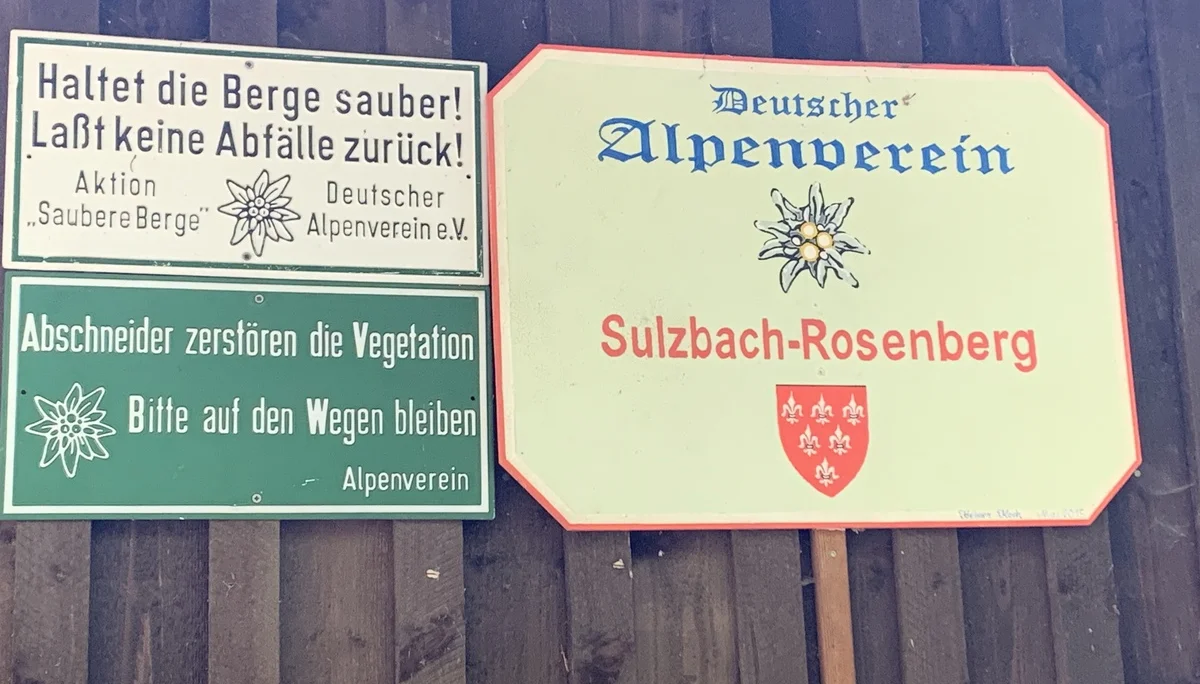 Haltet die Berge sauber!
Laßt keine Abfälle zurück!
Aktion
„Saubere Berge"
Deutscher
Alpenverein e.V.
Abschneider zerstören die Vegetation
Bitte auf den Wegen bleiben
Alpenverein
Deutscher
Alpenverein
Sulzbach-Rosenberg